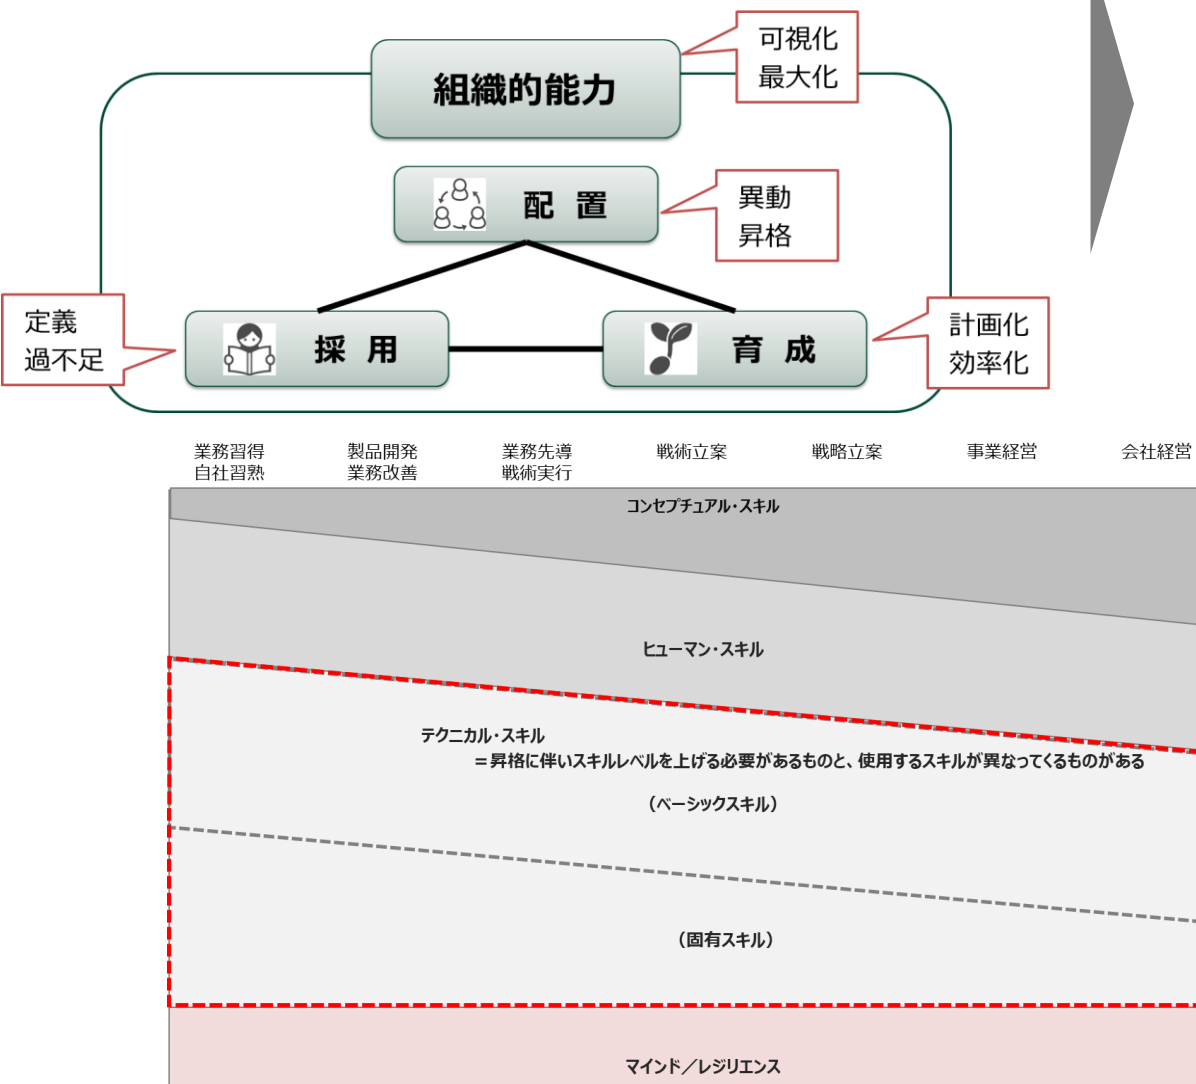 組織的能力
可視化
最大化
配 置
異動
昇格
定義
過不足
採 用
育 成
計画化
効率化
業務習得
自社習熟
製品開発
業務改善
業務先導
戦術実行
戦術立案
戦略立案
事業経営
会社経営
コンセプチュアル・スキル
ヒューマン・スキル
テクニカル・スキル
＝昇格に伴いスキルレベルを上げる必要があるものと、使用するスキルが異なってくるものがある
（ベーシックスキル）
（固有スキル）
マインド／レジリエンス